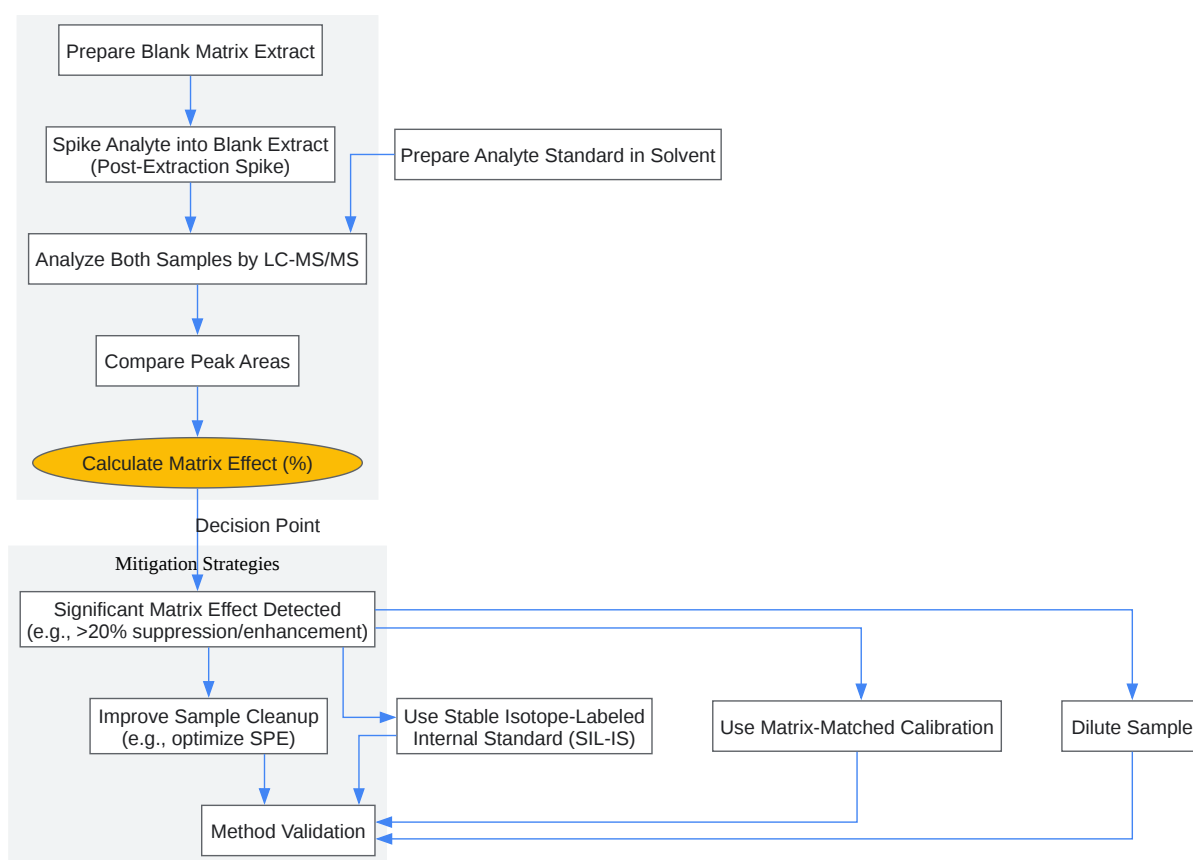 Prepare Blank Matrix Extract
Spike Analyte into Blank Extract
(Post-Extraction Spike)
Prepare Analyte Standard in Solvent
Analyze Both Samples by LC-MS/MS
Compare Peak Areas
Calculate Matrix Effect (%)
Decision Point
Mitigation Strategies
Significant Matrix Effect Detected
(e.g., >20% suppression/enhancement)
Improve Sample Cleanup
(e.g., optimize SPE)
Use Stable Isotope-Labeled
Internal Standard (SIL-IS)
Use Matrix-Matched Calibration
Dilute Sample
Method Validation